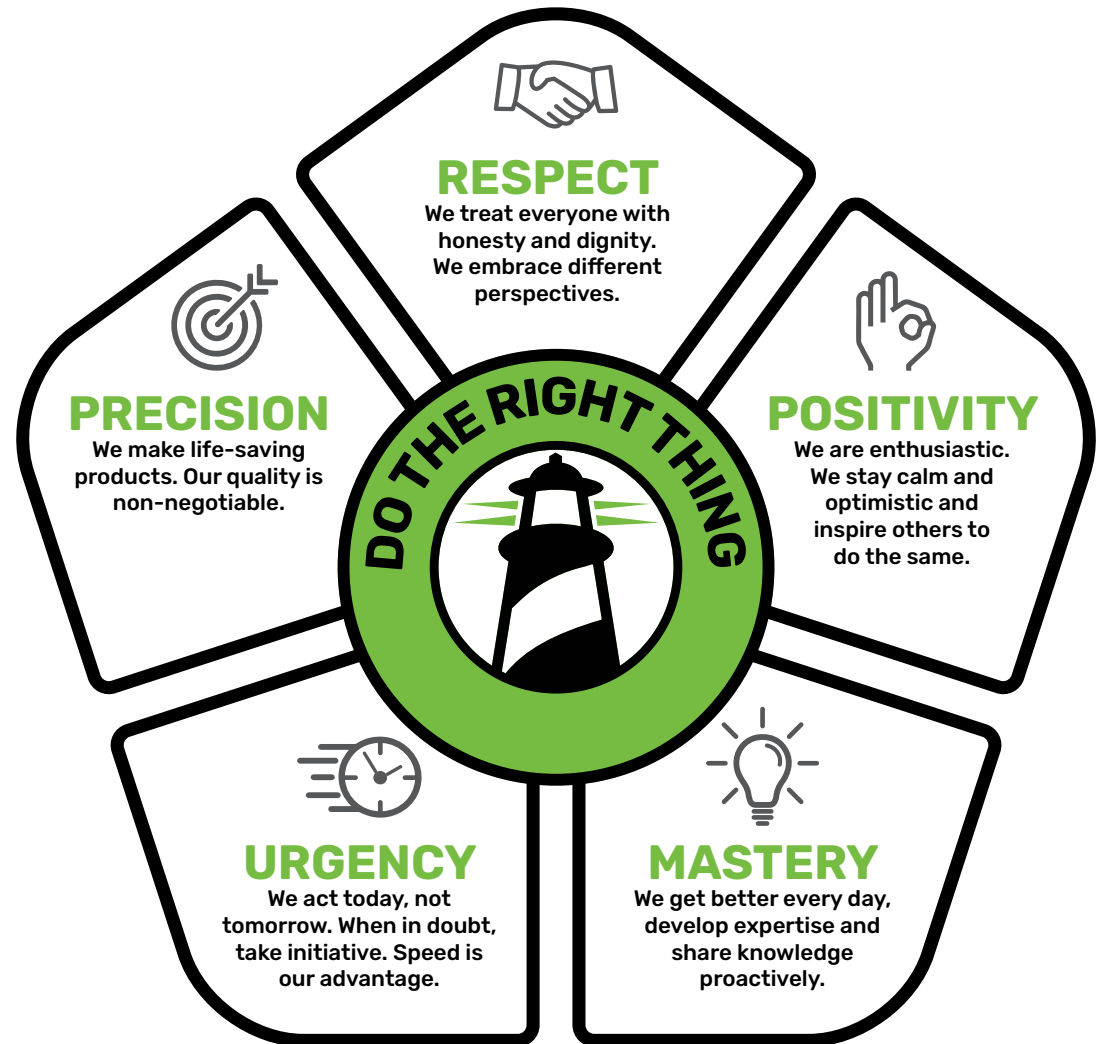 RESPECT
We treat everyone with
honesty and dignity.
We embrace different
perspectives.
PRECISION
We make life-saving
products. Our quality is
non-negotiable.
DO THE RIGHT THING
POSITIVITY
We are enthusiastic.
We stay calm and
optimistic and
inspire others to
do the same.
URGENCY
We act today, not
tomorrow. When in doubt,
take initiative. Speed is
our advantage.
MASTERY
We get better every day,
develop expertise and
share knowledge
proactively.